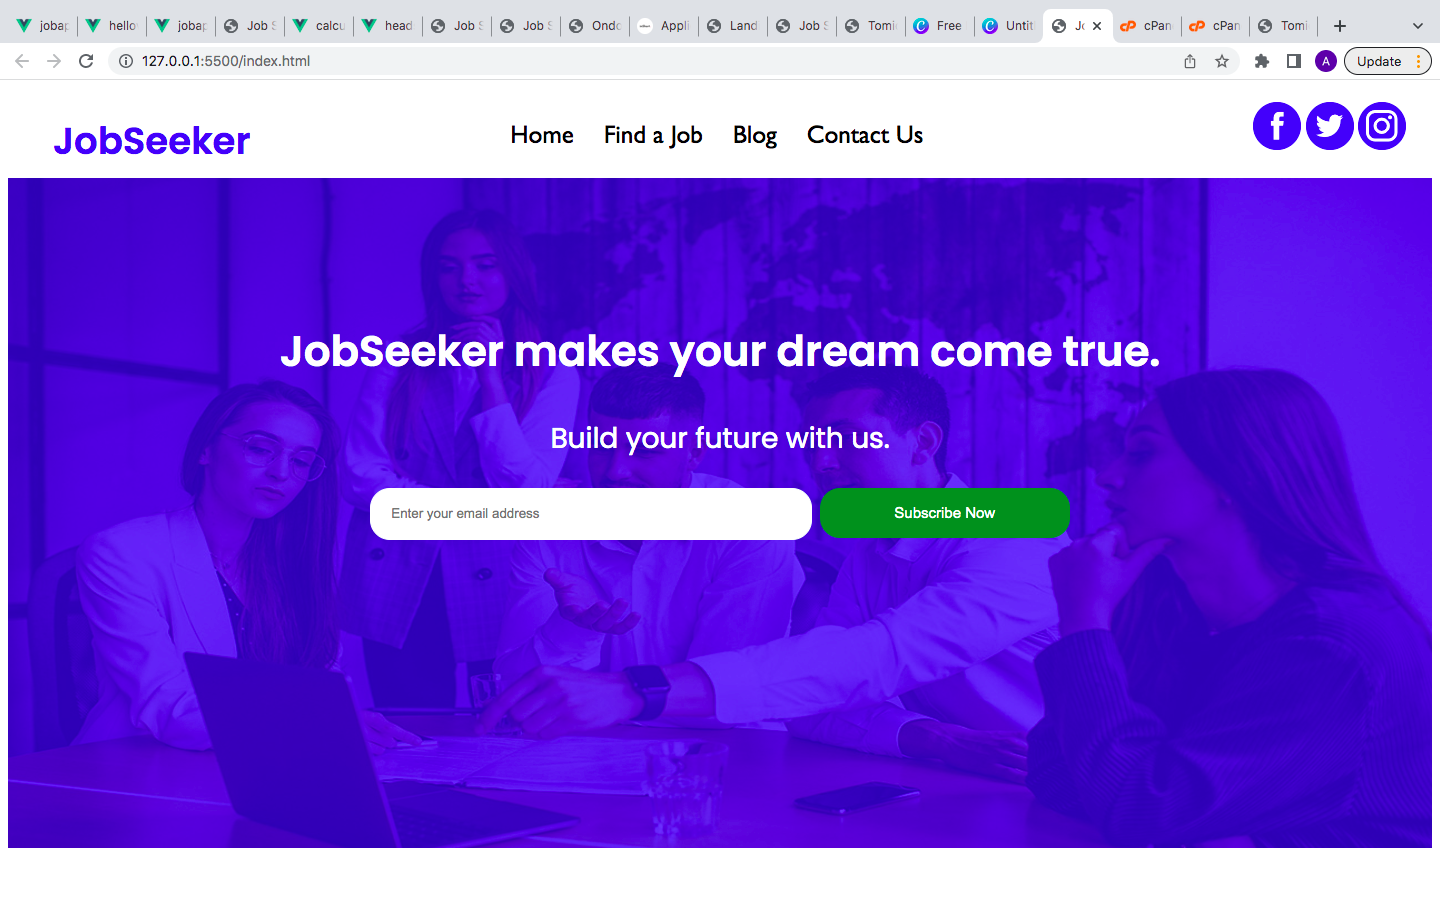 jobap hello jobap Job S calcu head Job S Job S Ondo Appli Land Job S Tomi Free Untit Jo cPan cPan Tomi
127.0.0.1:5500/index.html
A
Update
JobSeeker
Home Find a Job Blog Contact Us
JobSeeker makes your dream come true.
Build your future with us.
Enter your email address
Subscribe Now